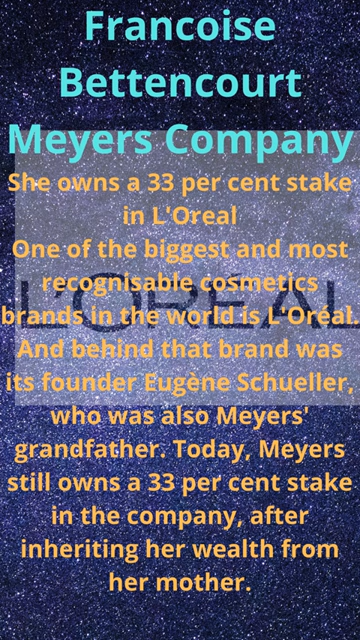 Francoise
Bettencourt
Meyers Company
She owns a 33 per cent stake
in L'Oreal
One of the biggest and most
recognisable cosmetics
brands in the world is L'Oréal.
And behind that brand was
its founder Eugène Schueller,
who was also Meyers'
grandfather. Today, Meyers
still owns a 33 per cent stake
in the company, after
inheriting her wealth from
her mother.
L'ORÉAL